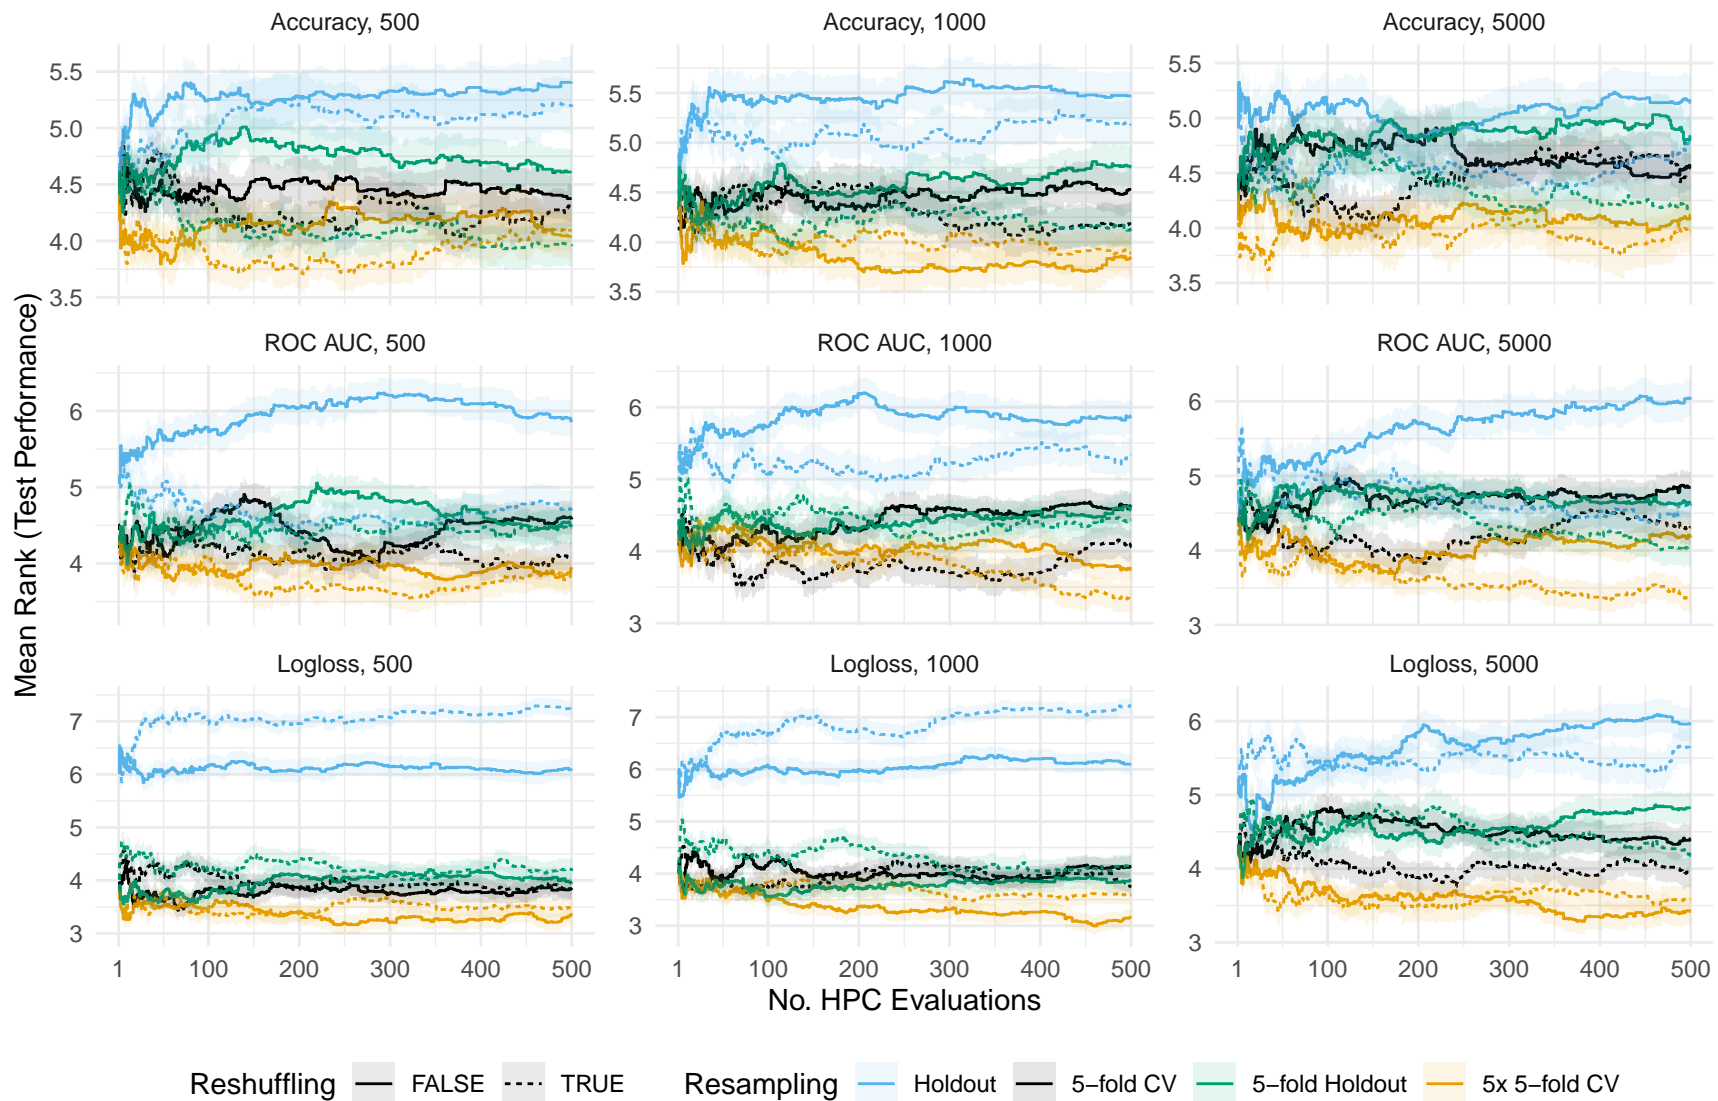 Accuracy, 500
Accuracy, 1000
Accuracy, 5000
5.5
5.0
4.5
4.0
3.5
5.5
5.0
4.5
4.0
3.5
5.5
5.0
4.5
4.0
3.5
Mean Rank (Test Performance)
ROC AUC, 500
ROC AUC, 1000
ROC AUC, 5000
6
5
4
6
5
4
3
6
5
4
3
Logloss, 500
Logloss, 1000
Logloss, 5000
7
6
5
4
3
7
6
5
4
3
6
5
4
3
1 100 200 300 400 500
1 100 200 300 400 500
1 100 200 300 400 500
No. HPC Evaluations
Reshuffling FALSE TRUE Resampling Holdout 5−fold CV 5−fold Holdout 5x 5−fold CV